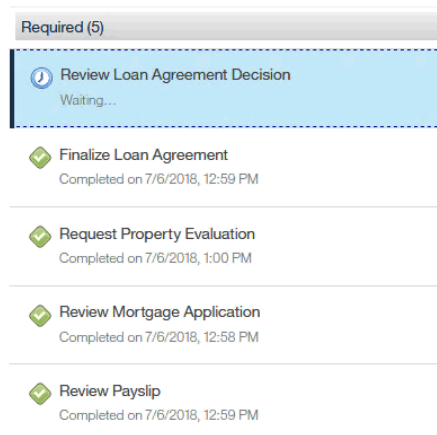 Required (5)
Review Loan Agreement Decision
Waiting...
Finalize Loan Agreement
Completed on 7/6/2018, 12:59 PM
Request Property Evaluation
Completed on 7/6/2018, 1:00 PM
Review Mortgage Application
Completed on 7/6/2018, 12:58 PM
Review Payslip
Completed on 7/6/2018, 12:59 PM